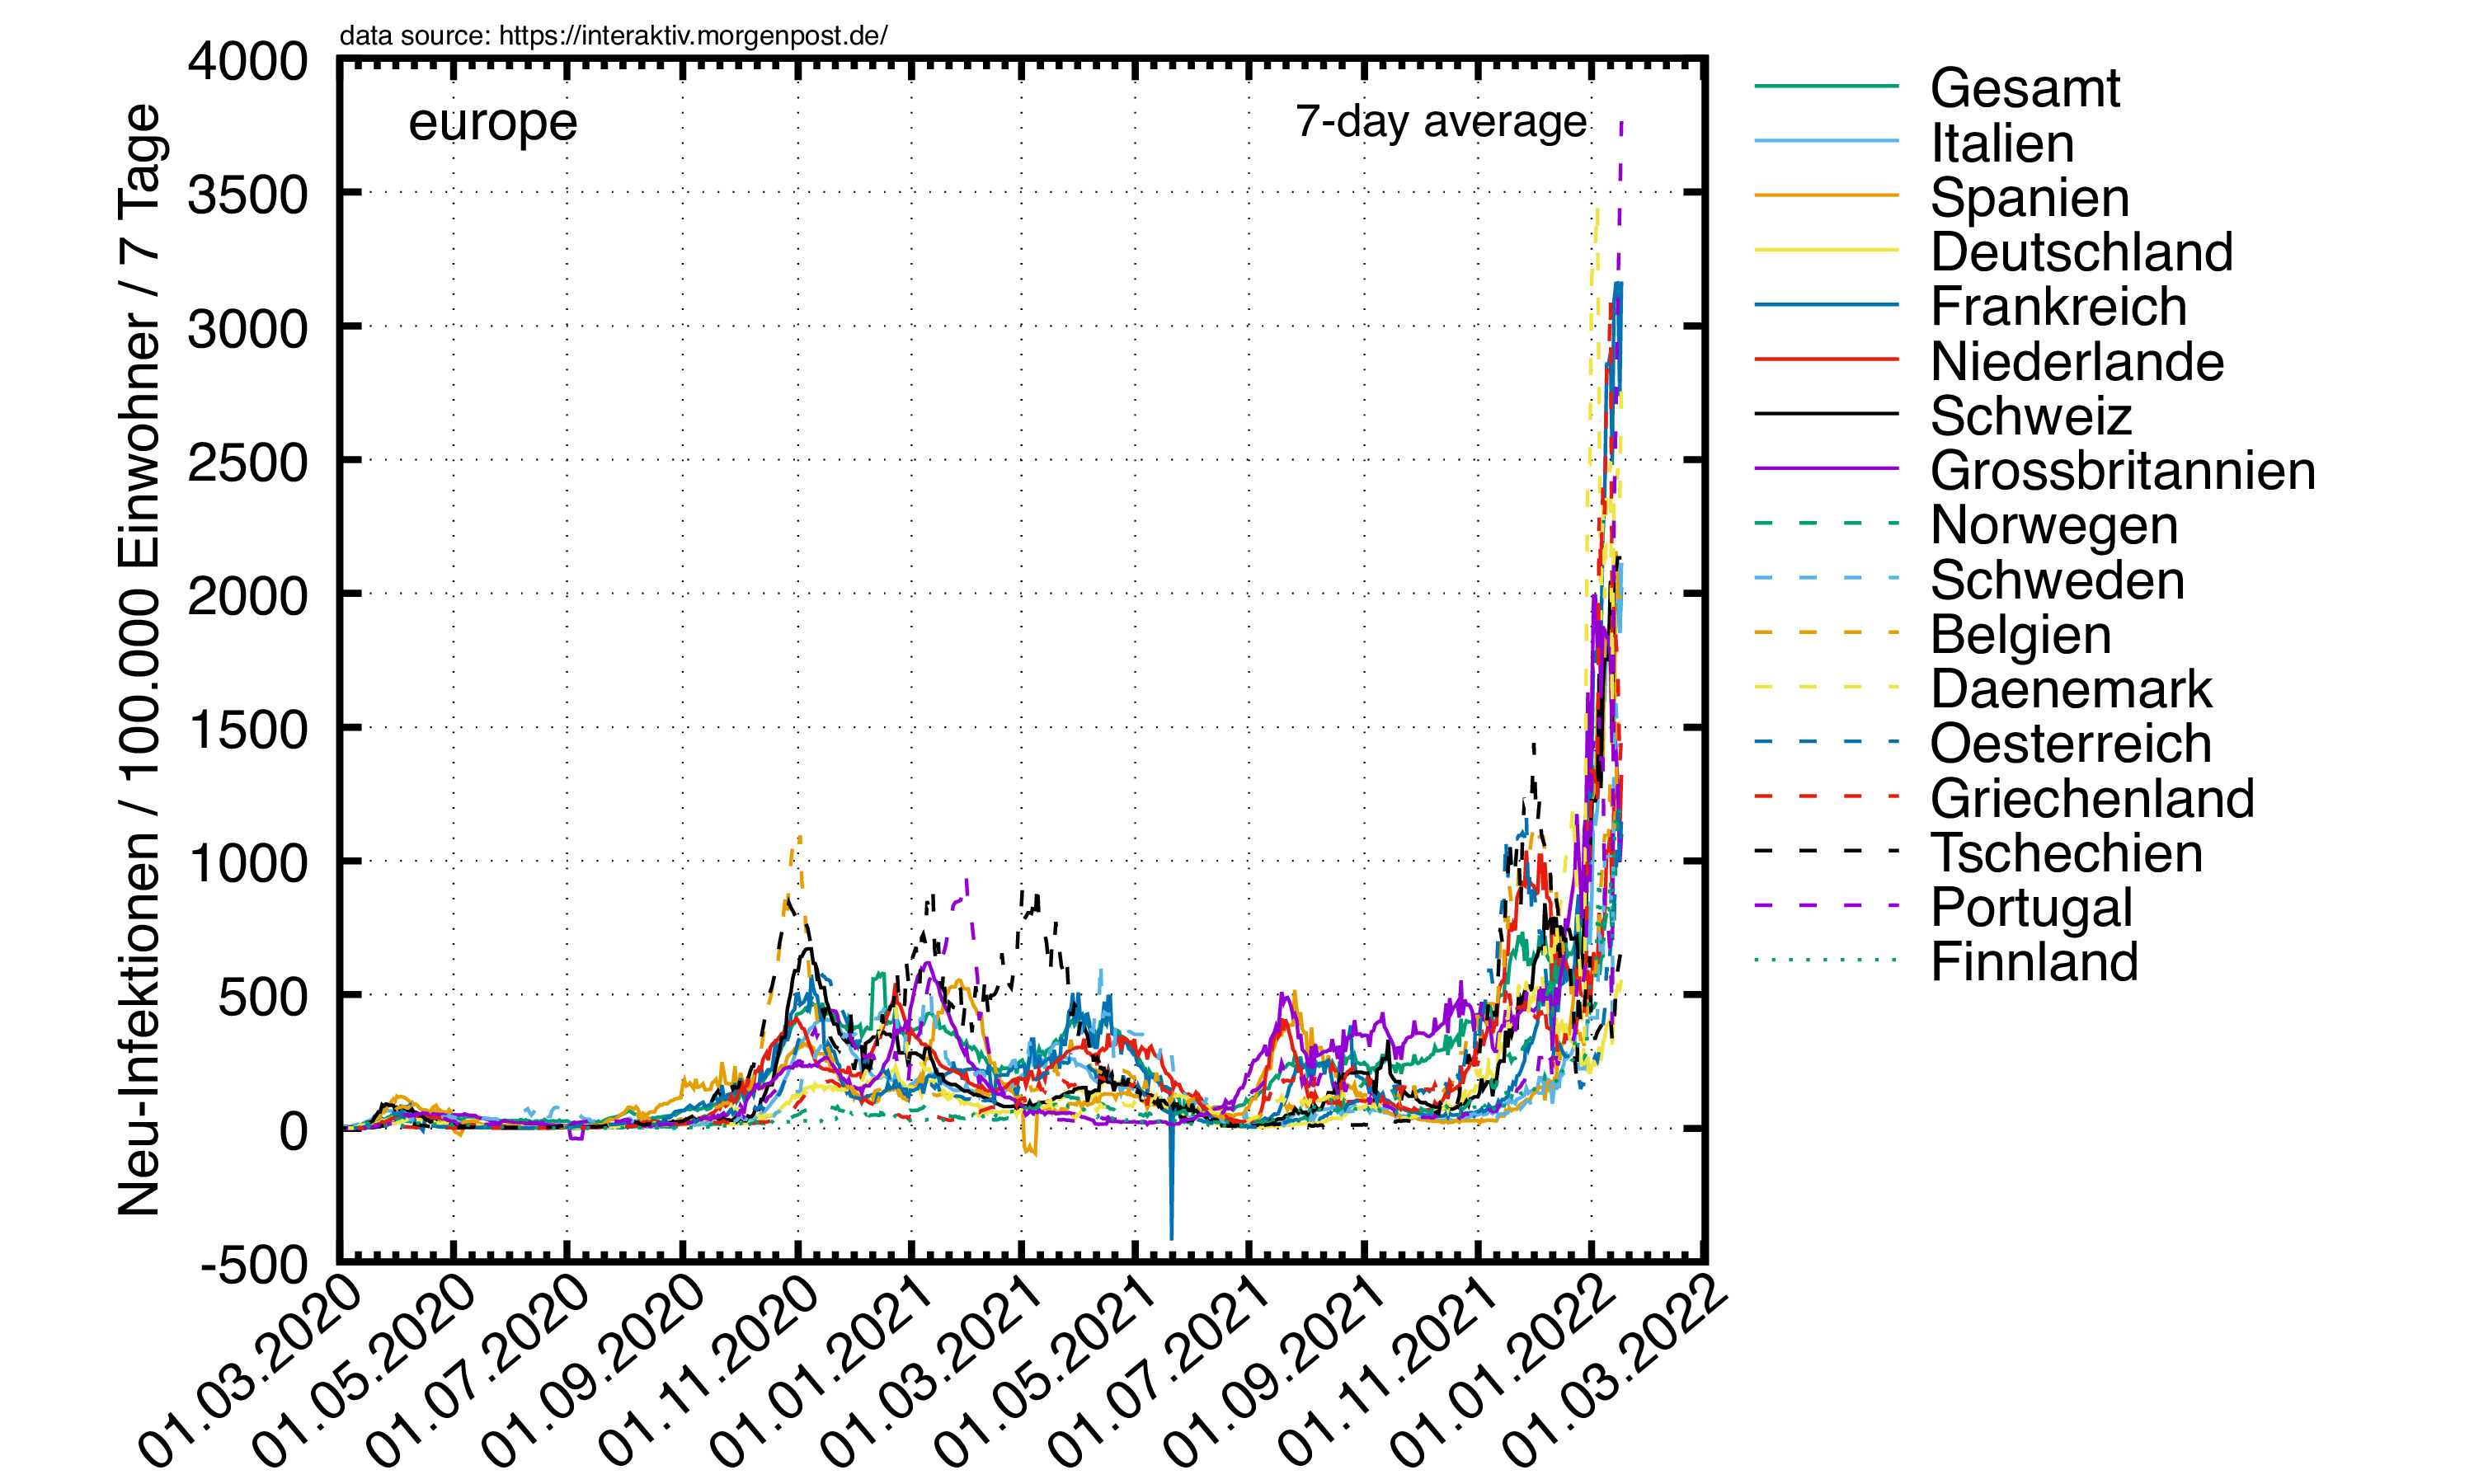 data source: https://interaktiv.morgenpost.de/
europe
7-day average
Neu-Infektionen / 100.000 Einwohner / 7 Tage
4000
3500
3000
2500
2000
1500
1000
500
0
-500
01.03.2020
01.05.2020
01.07.2020
01.09.2020
01.11.2020
01.01.2021
01.03.2021
01.05.2021
01.07.2021
01.09.2021
01.11.2021
01.01.2022
01.03.2022
Gesamt
Italien
Spanien
Deutschland
Frankreich
Niederlande
Schweiz
Grossbritannien
Norwegen
Schweden
Belgien
Daenemark
Oesterreich
Griechenland
Tschechien
Portugal
Finnland